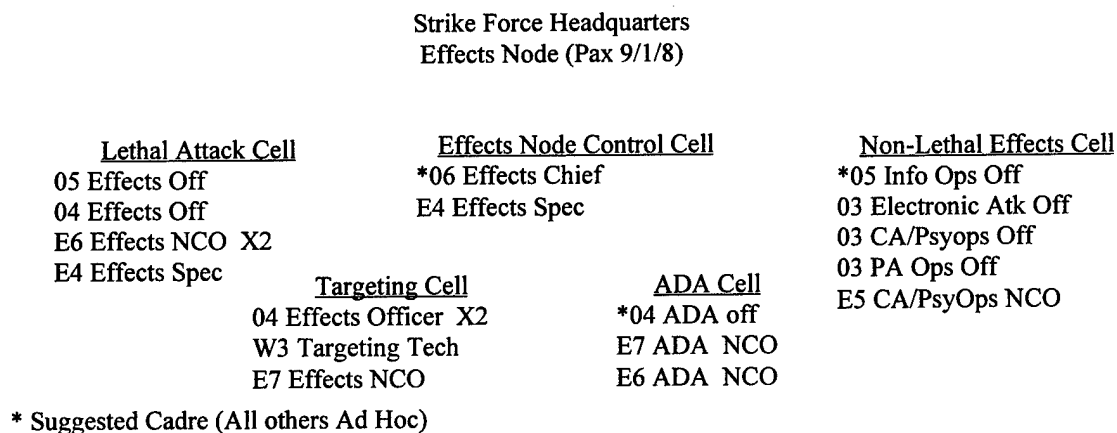 Strike Force Headquarters
Effects Node (Pax 9/1/8)
Lethal Attack Cell
05 Effects Off
04 Effects Off
E6 Effects NCO X2
E4 Effects Spec
Effects Node Control Cell
*06 Effects Chief
E4 Effects Spec
Non-Lethal Effects Cell
*05 Info Ops Off
03 Electronic Atk Off
03 CA/Psyops Off
03 PA Ops Off
E5 CA/PsyOps NCO
Targeting Cell
04 Effects Officer X2
W3 Targeting Tech
E7 Effects NCO
ADA Cell
*04 ADA off
E7 ADA NCO
E6 ADA NCO
* Suggested Cadre (All others Ad Hoc)